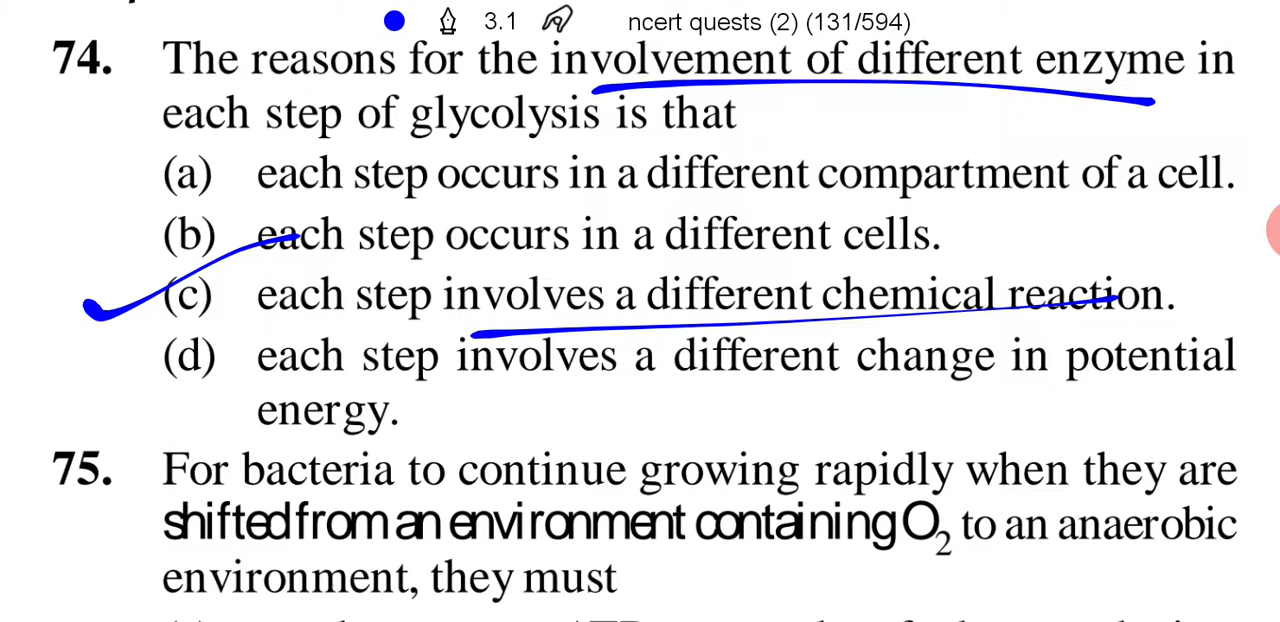 3.1 ncert quests (2) (131/594)
74. The reasons for the involvement of different enzyme in
each step of glycolysis is that
(a) each step occurs in a different compartment of a cell.
(b) each step occurs in a different cells.
(c) each step involves a different chemical reaction.
(d) each step involves a different change in potential
energy.
75. For bacteria to continue growing rapidly when they are
shifted from an environment containing O₂ to an anaerobic
environment, they must